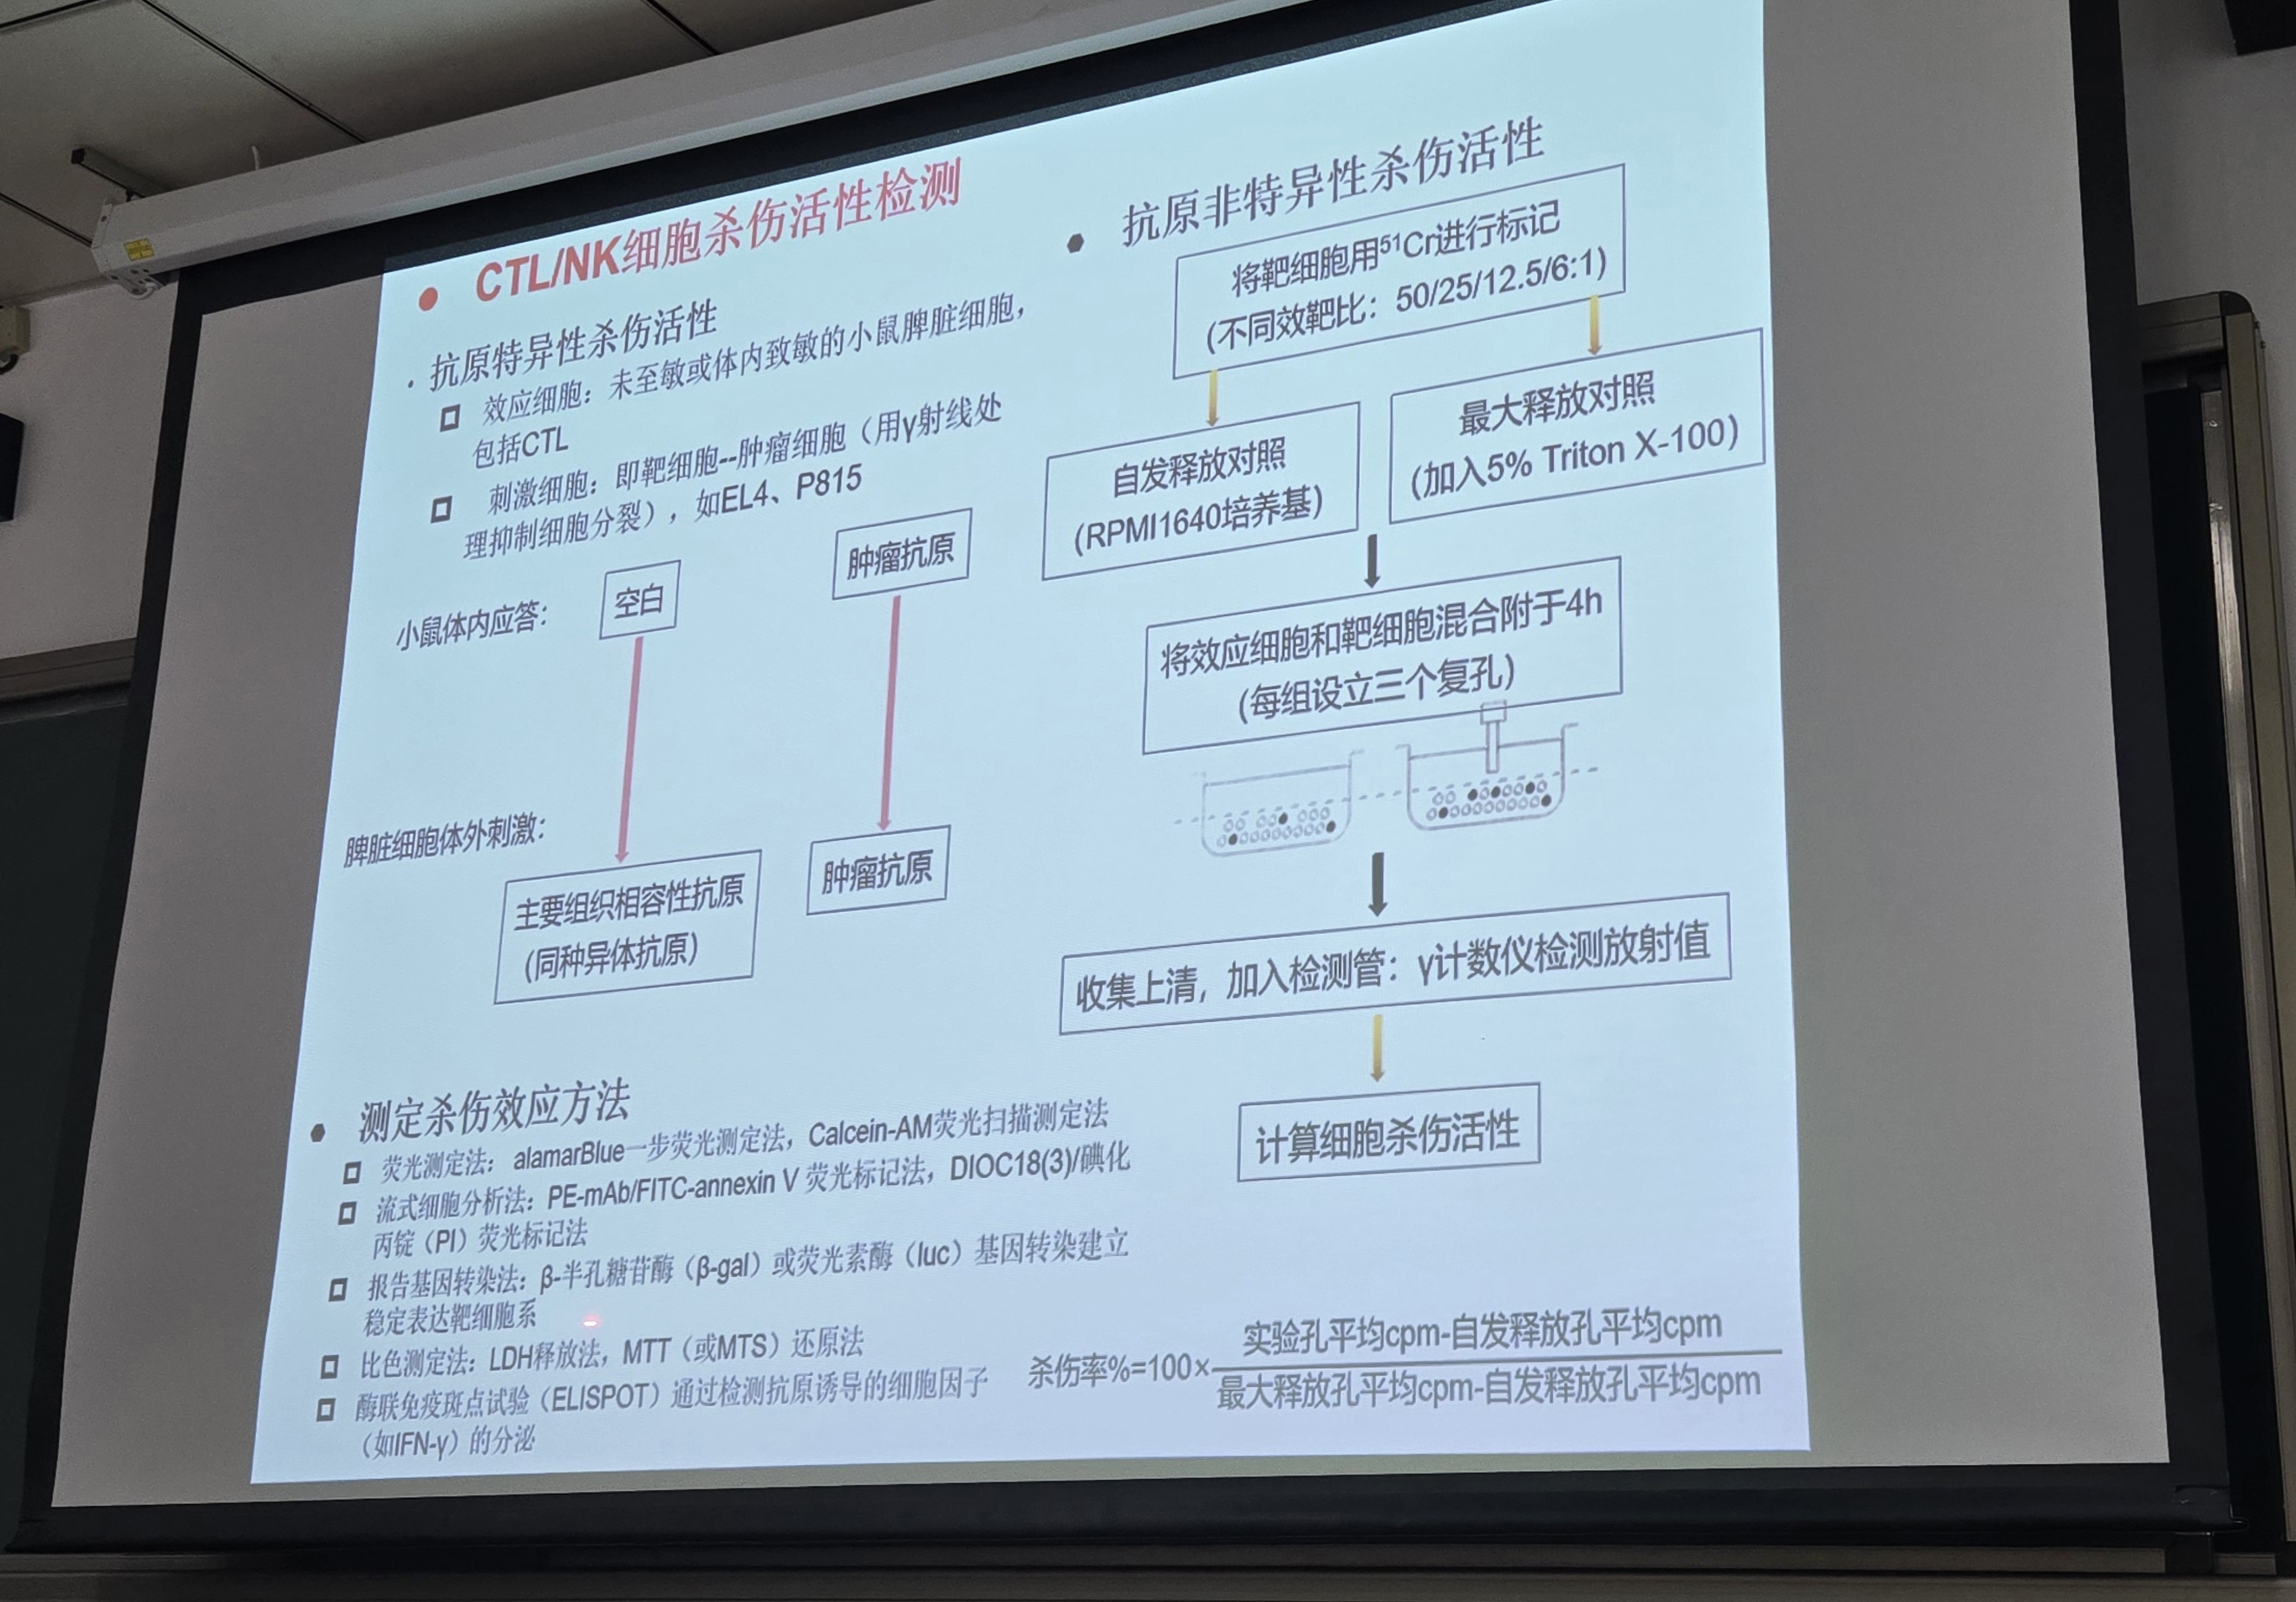 CTL/NK细胞杀伤活性检测
抗原特异性杀伤活性
效应细胞：未至敏或体内致敏的小鼠脾脏细胞，
包括CTL
刺激细胞：即靶细胞--肿瘤细胞（用γ射线处
理抑制细胞分裂），如EL4、P815
小鼠体内应答：
空白
肿瘤抗原
脾脏细胞体外刺激：
主要组织相容性抗原
(同种异体抗原)
肿瘤抗原
测定杀伤效应方法
荧光测定法：alamarBlue一步荧光测定法，Calcein-AM荧光扫描测定法
流式细胞分析法：PE-mAb/FITC-annexin V 荧光标记法，DIOC18(3)/碘化
丙锭（PI）荧光标记法
报告基因转染法：β-半孔糖苷酶（β-gal）或荧光素酶（luc）基因转染建立
稳定表达靶细胞系
比色测定法：LDH释放法，MTT（或MTS）还原法
酶联免疫斑点试验（ELISPOT）通过检测抗原诱导的细胞因子
（如IFN-γ）的分泌
抗原非特异性杀伤活性
将靶细胞用⁵¹Cr进行标记
(不同效靶比：50/25/12.5/6:1)
自发释放对照
(RPMI1640培养基)
最大释放对照
(加入5% Triton X-100)
将效应细胞和靶细胞混合附于4h
(每组设立三个复孔)
收集上清，加入检测管：γ计数仪检测放射值
计算细胞杀伤活性
实验孔平均cpm-自发释放孔平均cpm
杀伤率%=100×
最大释放孔平均cpm-自发释放孔平均cpm